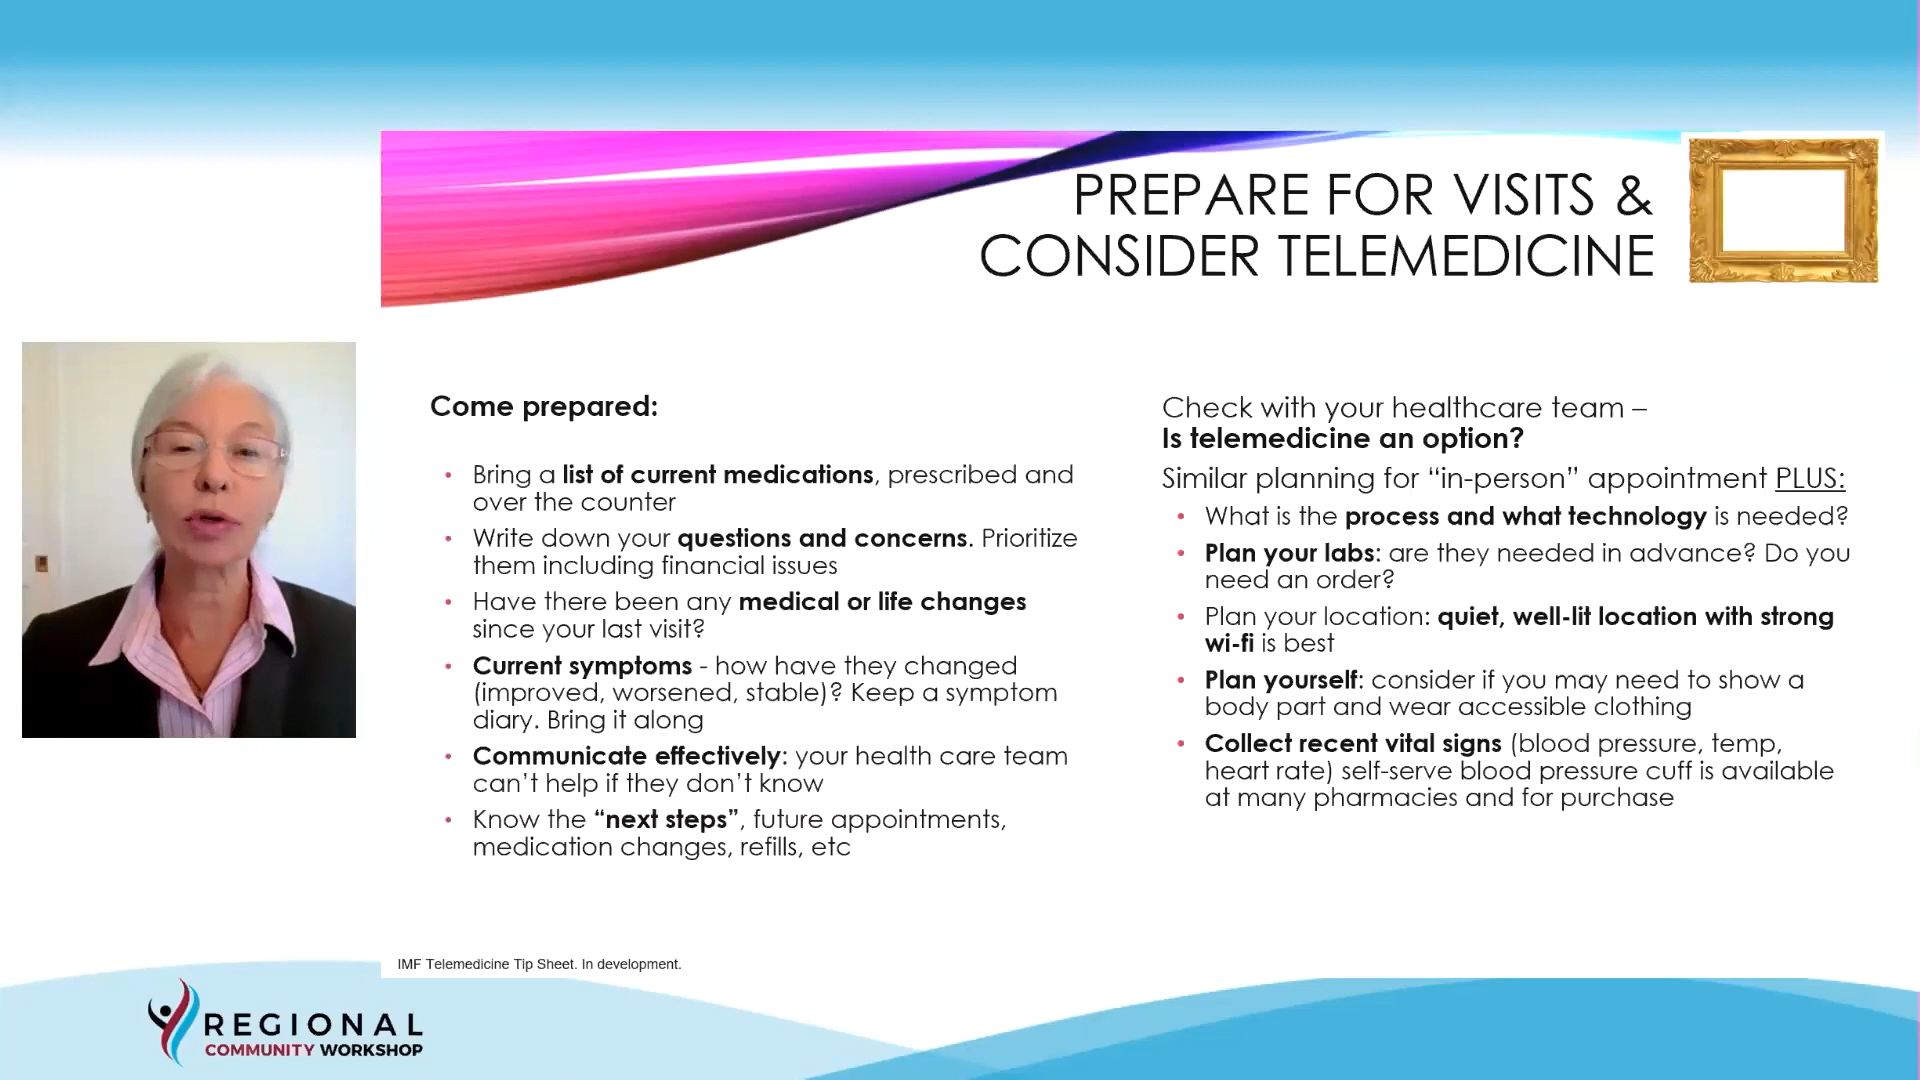 PREPARE FOR VISITS &
CONSIDER TELEMEDICINE
Come prepared:
• Bring a list of current medications, prescribed and
over the counter
• Write down your questions and concerns. Prioritize
them including financial issues
• Have there been any medical or life changes
since your last visit?
• Current symptoms - how have they changed
(improved, worsened, stable)? Keep a symptom
diary. Bring it along
• Communicate effectively: your health care team
can’t help if they don’t know
• Know the “next steps”, future appointments,
medication changes, refills, etc
Check with your healthcare team –
Is telemedicine an option?
Similar planning for “in-person” appointment PLUS:
• What is the process and what technology is needed?
• Plan your labs: are they needed in advance? Do you
need an order?
• Plan your location: quiet, well-lit location with strong
wi-fi is best
• Plan yourself: consider if you may need to show a
body part and wear accessible clothing
• Collect recent vital signs (blood pressure, temp,
heart rate) self-serve blood pressure cuff is available
at many pharmacies and for purchase
IMF Telemedicine Tip Sheet. In development.
REGIONAL
COMMUNITY WORKSHOP